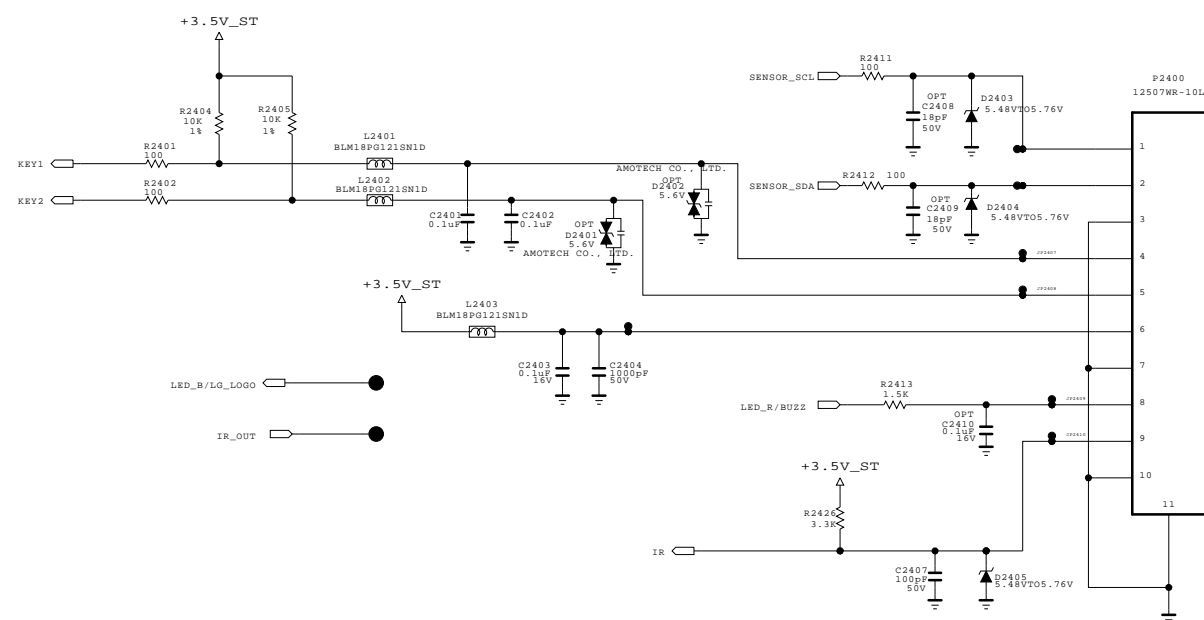 +3.5V_ST
R2404
10K
1%
R2405
10K
1%
R2401
100
KEY1
R2402
100
KEY2
L2401
BLM18PG121SN1D
L2402
BLM18PG121SN1D
C2401
0.1uF
C2402
0.1uF
OPT
D2401
5.6V
AMOTECH CO., LTD.
AMOTECH CO., LTD.
OPT
D2402
5.6V
SENSOR_SCL
R2411
100
OPT
C2408
18pF
50V
D2403
5.48VTO5.76V
SENSOR_SDA
R2412 100
OPT
C2409
18pF
50V
D2404
5.48VTO5.76V
P2400
12507WR-10L
1
2
3
4
5
6
7
8
9
10
11
JP2407
JP2408
+3.5V_ST
L2403
BLM18PG121SN1D
C2403
0.1uF
16V
C2404
1000pF
50V
LED_B/LG_LOGO
IR_OUT
LED_R/BUZZ
R2413
1.5K
OPT
C2410
0.1uF
16V
JP2409
JP2410
+3.5V_ST
R2426
3.3K
IR
C2407
100pF
50V
D2405
5.48VTO5.76V